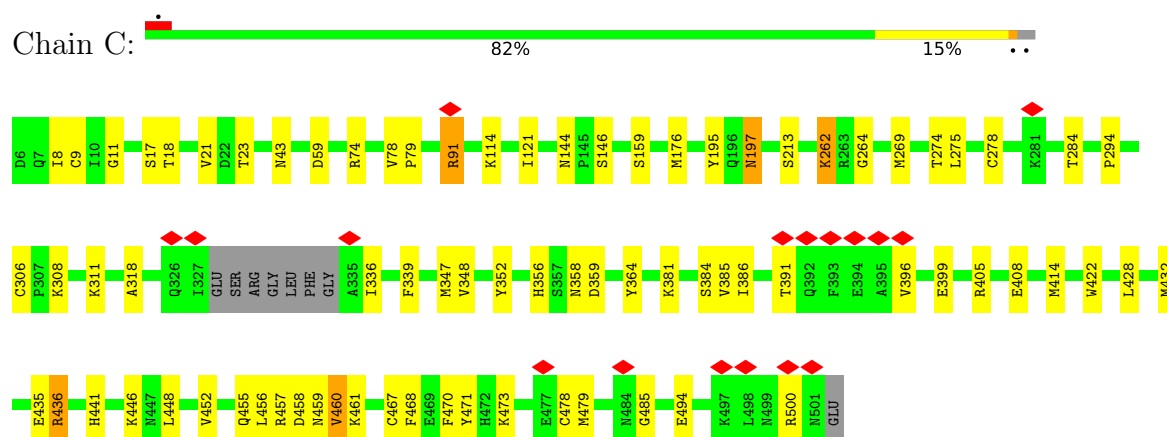 Chain C:
82% 15%
D6 Q7 I8 C9 I10 G11 S17 T18 V21 D22 T23 N43 D59 R74 V78 P79 R91 K114 I121 N144 P145 S146 S159 M176 Y195 Q196 N197 S213 K262 R263 G264 M269 T274 L275 C278 K281 T284 P294
C306 P307 K308 K311 A318 Q326 I327 GLU SER ARG GLY LEU PHE GLY A335 I336 F339 M347 V348 Y352 H356 S357 N358 D359 Y364 K381 S384 V385 I386 T391 Q392 F393 E394 A395 V396 E399 R405 E408 M414 W422 L428 M432
E435 R436 H441 K446 N447 L448 V452 Q455 L456 R457 D458 N459 V460 K461 C467 F468 E469 F470 Y471 H472 K473 E477 C478 M479 N484 G485 E494 K497 L498 N499 R500 N501 GLU